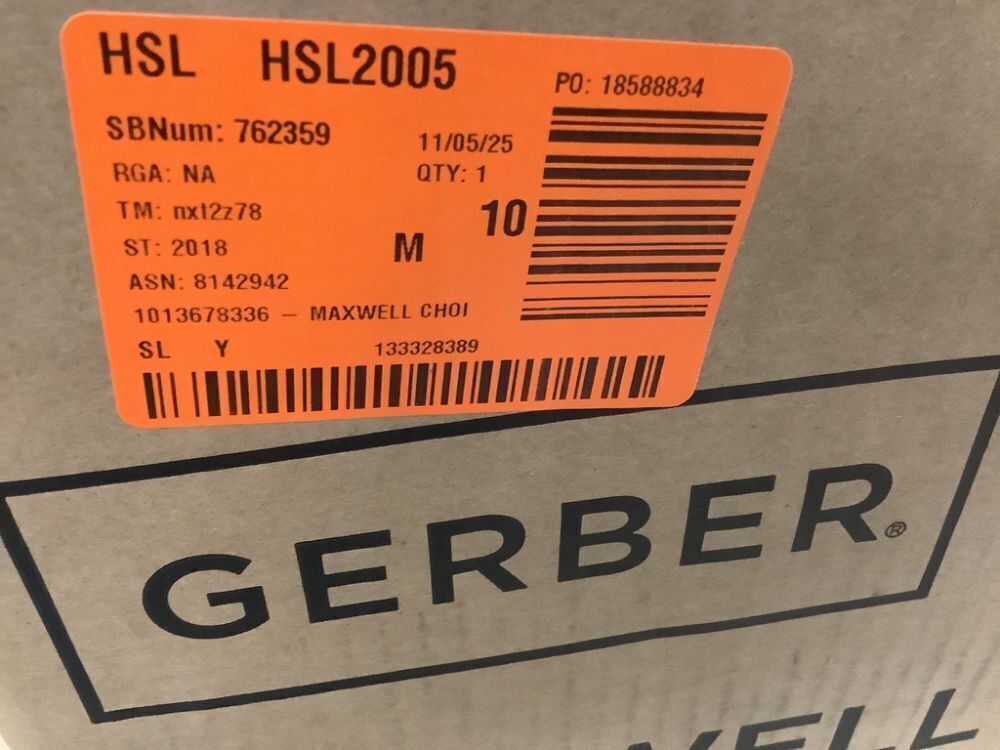 HSL HSL2005
PO: 18588834
SBNum: 762359
11/05/25
RGA: NA
QTY: 1
TM: nxt2z78
10
ST: 2018
M
ASN: 8142942
1013678336 – MAXWELL CHOI
SL Y
133328389
GERBER®